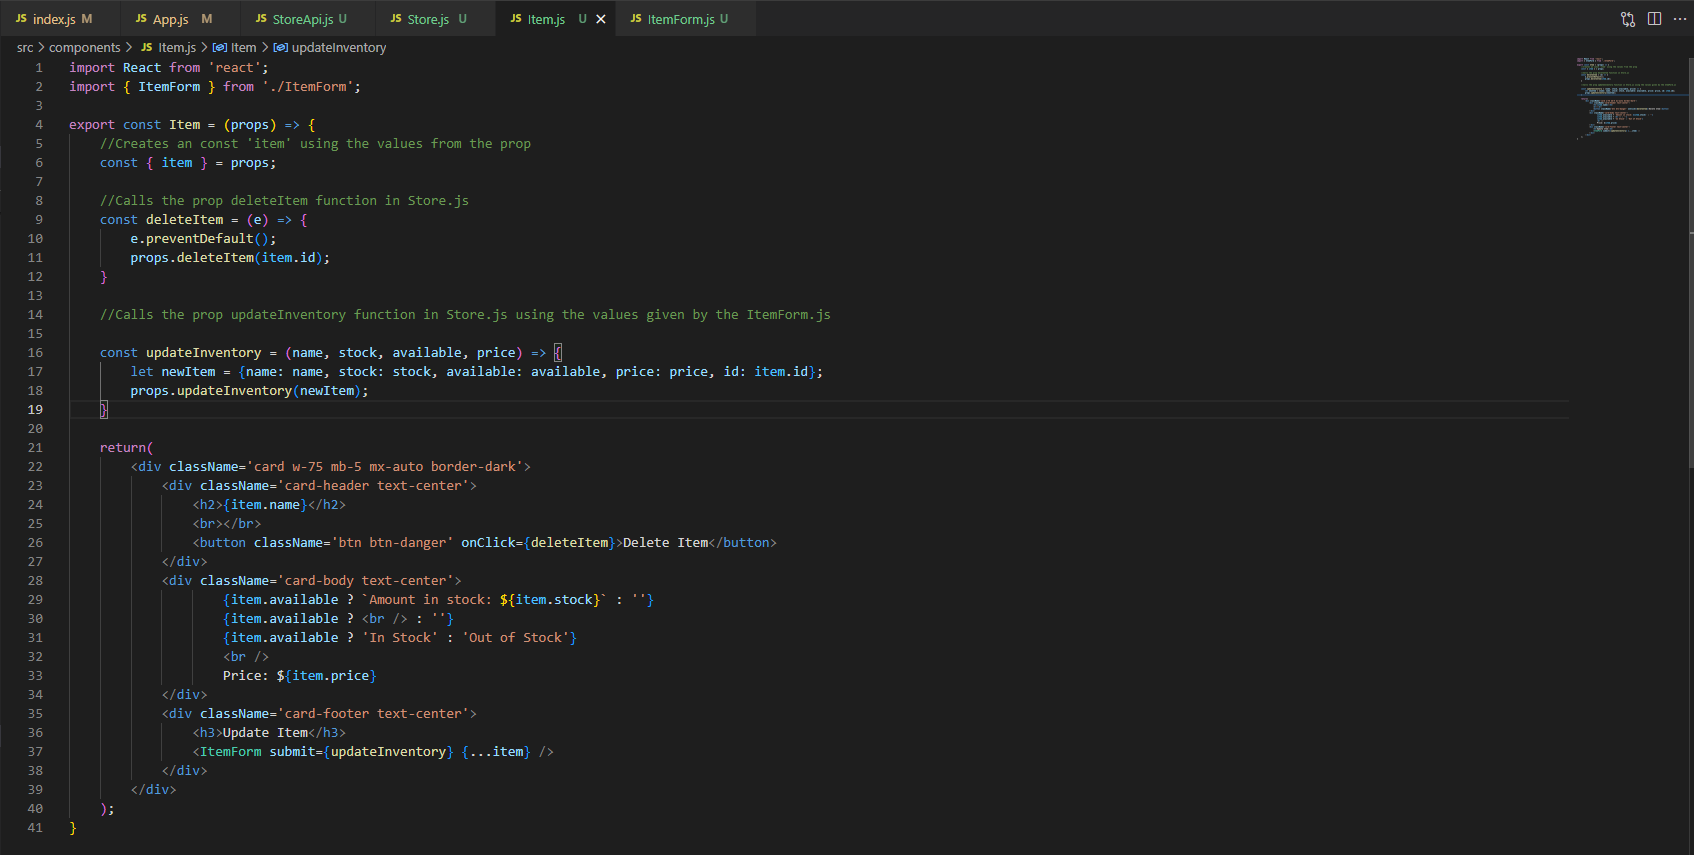 JS index.js M JS App.js M JS StoreApi.js U JS Store.js U JS Item.js U JS ItemForm.js U
src > components > JS Item.js > Item > updateInventory
1 import React from 'react';
2 import { ItemForm } from './ItemForm';
3
4 export const Item = (props) => {
5 //Creates an const 'item' using the values from the prop
6 const { item } = props;
7
8 //Calls the prop deleteItem function in Store.js
9 const deleteItem = (e) => {
10 e.preventDefault();
11 props.deleteItem(item.id);
12 }
13
14 //Calls the prop updateInventory function in Store.js using the values given by the ItemForm.js
15
16 const updateInventory = (name, stock, available, price) => {
17 let newItem = {name: name, stock: stock, available: available, price: price, id: item.id};
18 props.updateInventory(newItem);
19 }
20
21 return(
22 <div className='card w-75 mb-5 mx-auto border-dark'>
23 <div className='card-header text-center'>
24 <h2>{item.name}</h2>
25 <br></br>
26 <button className='btn btn-danger' onClick={deleteItem}>Delete Item</button>
27 </div>
28 <div className='card-body text-center'>
29 {item.available ? `Amount in stock: ${item.stock}` : ''}
30 {item.available ? <br /> : ''}
31 {item.available ? 'In Stock' : 'Out of Stock'}
32 <br />
33 Price: ${item.price}
34 </div>
35 <div className='card-footer text-center'>
36 <h3>Update Item</h3>
37 <ItemForm submit={updateInventory} {...item} />
38 </div>
39 </div>
40 );
41 }